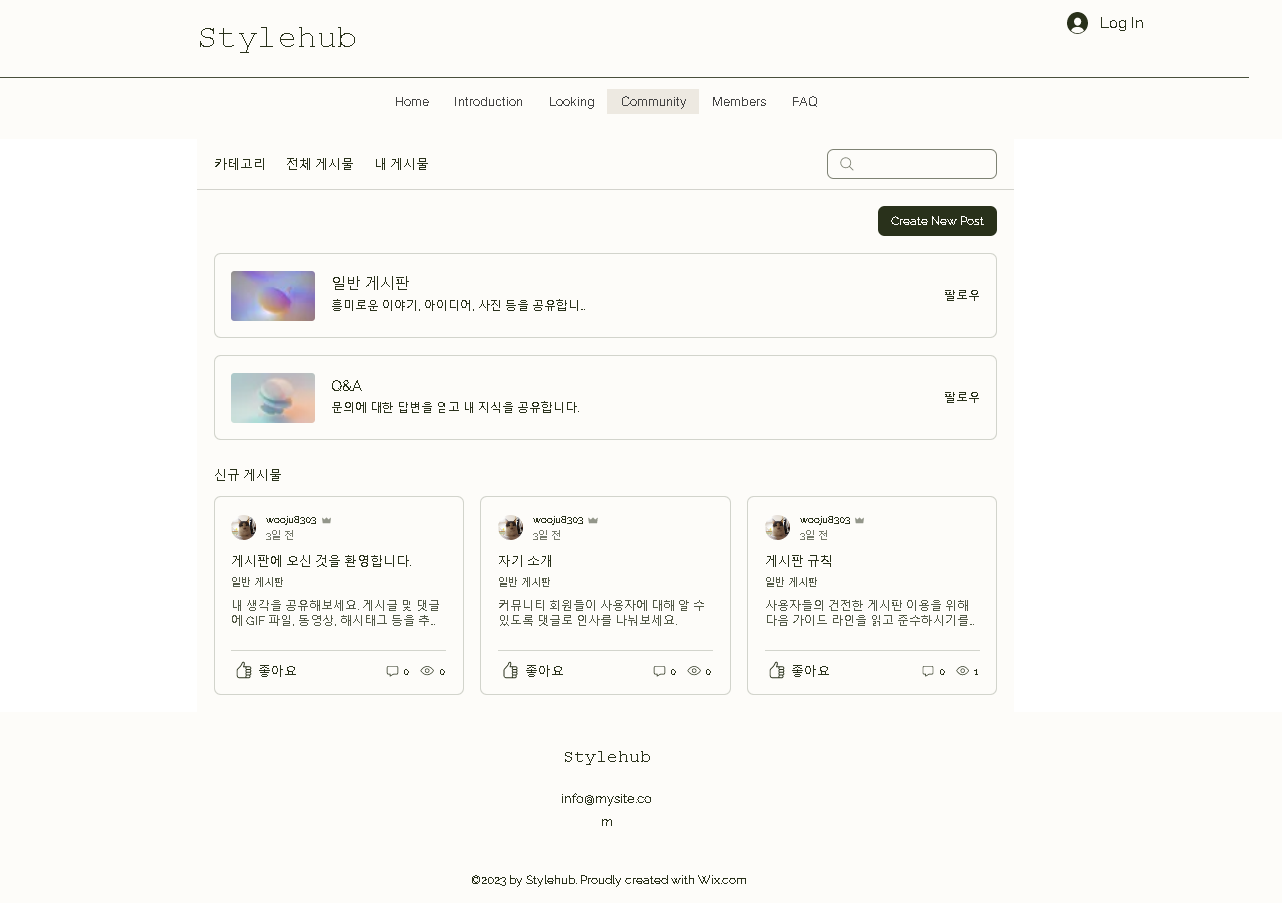 Stylehub
Log In
Home Introduction Looking Community Members FAQ
카테고리 전체 게시물 내 게시물
Create New Post
일반 게시판
흥미로운 이야기, 아이디어, 사진 등을 공유합니...
팔로우
Q&A
문의에 대한 답변을 얻고 내 지식을 공유합니다.
팔로우
신규 게시물
wooju8303
3일 전
게시판에 오신 것을 환영합니다.
일반 게시판
내 생각을 공유해보세요. 게시글 및 댓글
에 GIF 파일, 동영상, 해시태그 등을 추...
좋아요 0 0
wooju8303
3일 전
자기 소개
일반 게시판
커뮤니티 회원들이 사용자에 대해 알 수
있도록 댓글로 인사를 나눠보세요.
좋아요 0 0
wooju8303
3일 전
게시판 규칙
일반 게시판
사용자들의 건전한 게시판 이용을 위해
다음 가이드 라인을 읽고 준수하시기를...
좋아요 0 1
Stylehub
info@mysite.co
m
©2023 by Stylehub. Proudly created with Wix.com